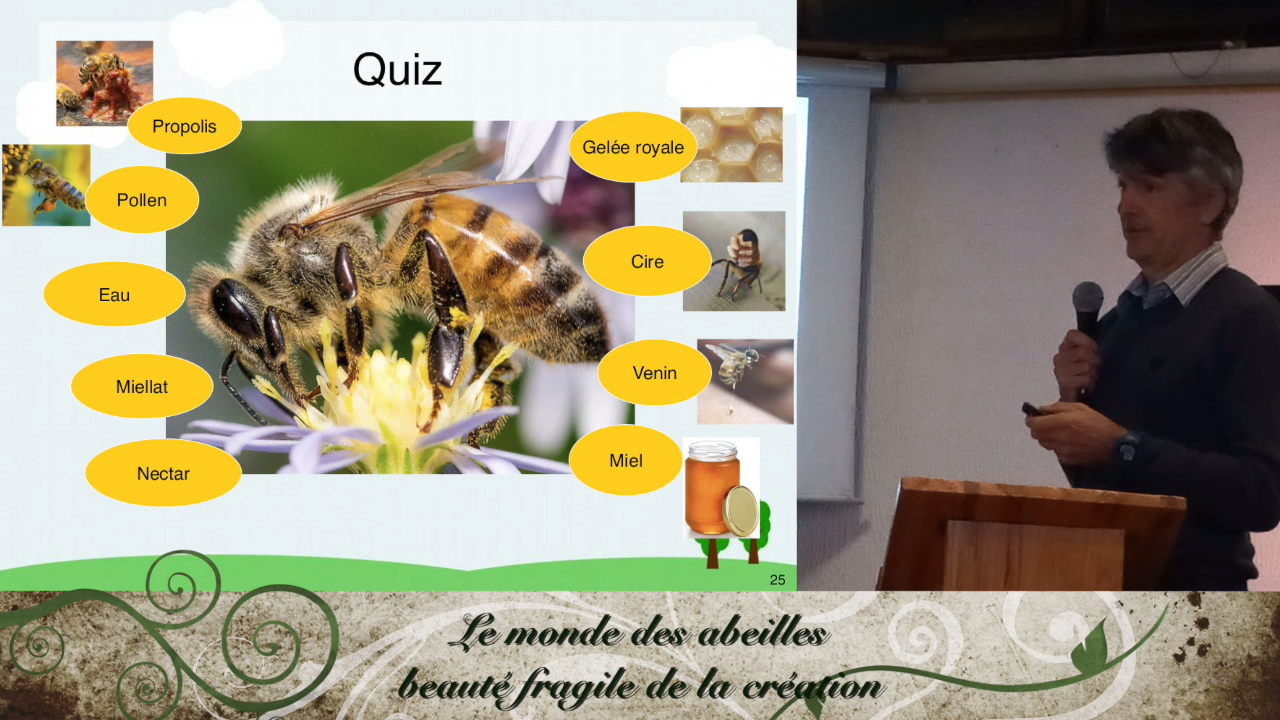 Quiz
Propolis
Pollen
Eau
Miellat
Nectar
Gelée royale
Cire
Venin
Miel
25
Le monde des abeilles
beauté fragile de la création